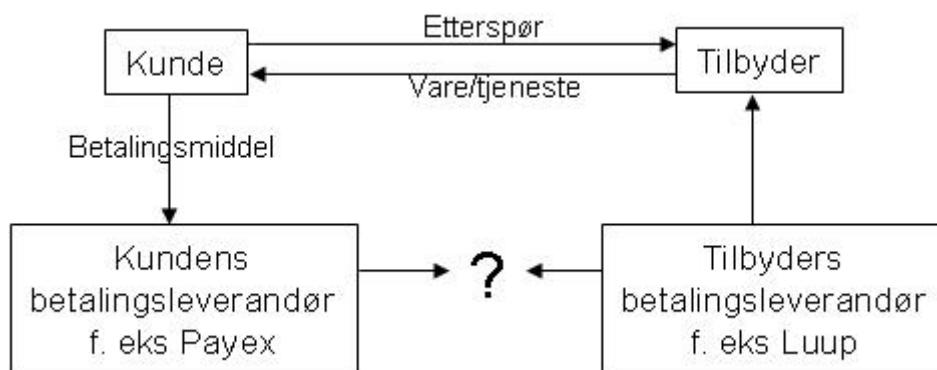 Etterspør
Kunde
Tilbyder
Vare/tjeneste
Betalingsmiddel
Kundens
betalingsleverandør
f. eks Payex
?
Tilbyders
betalingsleverandør
f. eks Luup